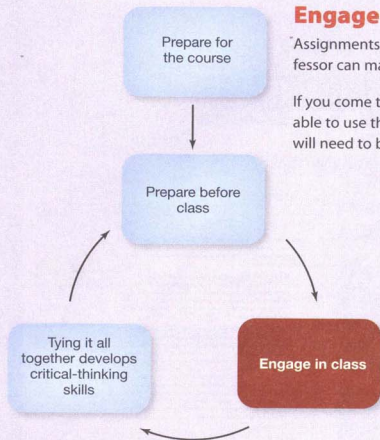 Engage
Assignments
fessor can ma
If you come t
able to use th
will need to b
Prepare for
the course
Prepare before
class
Engage in class
Tying it all
together develops
critical-thinking
skills